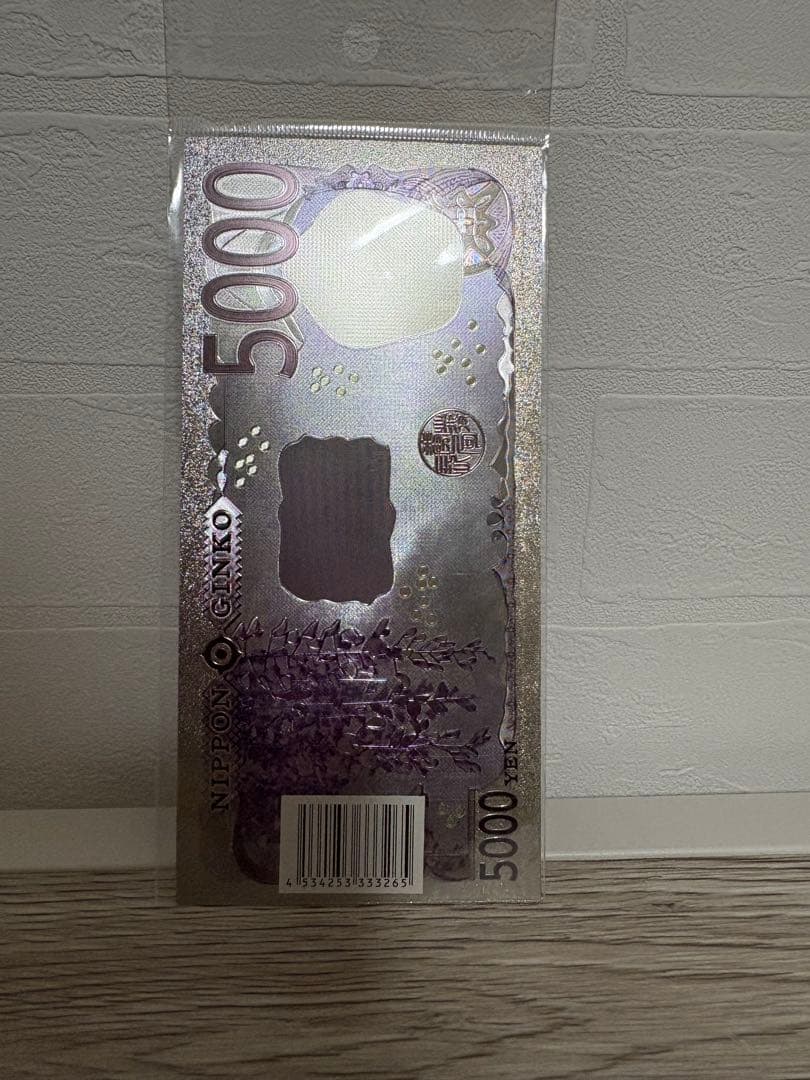 5000
NIPPON GINKO
5000 YEN
4 534253 333265